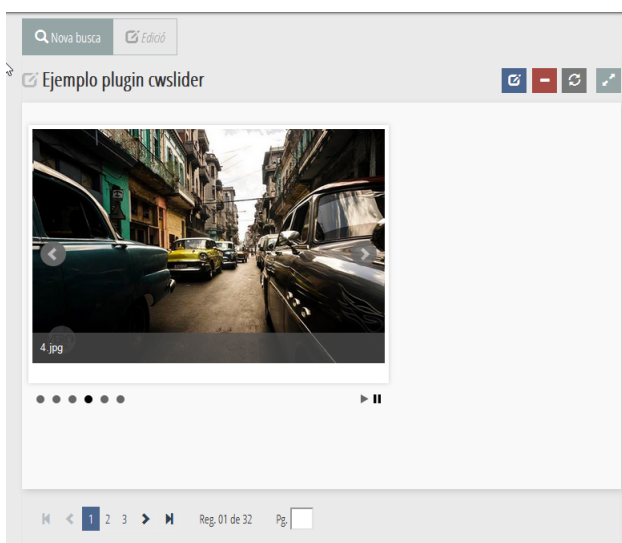 Nova busca Edició
Ejemplo plugin cwslider
4.jpg
1 2 3 Reg. 01 de 32 Pg.